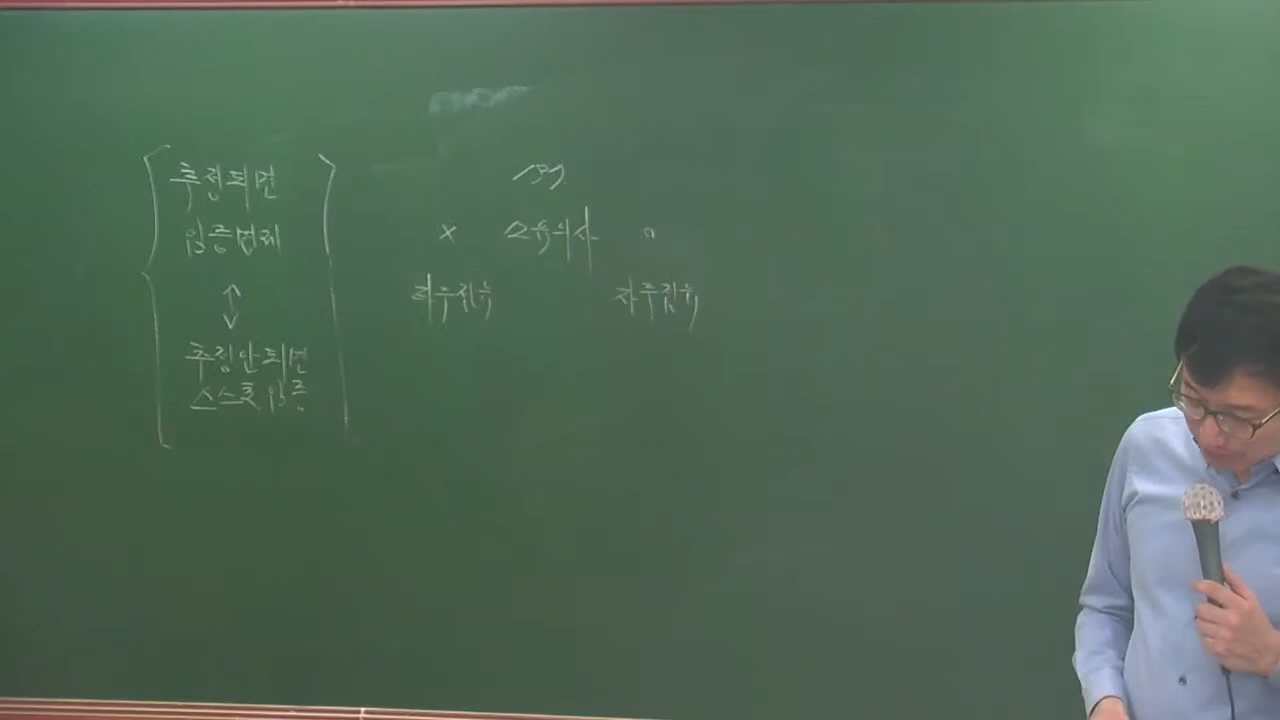 추정되면
입증면제
↕
추정안되면
스스로 입증
197
x 소유의사 o
타주점유 자주점유